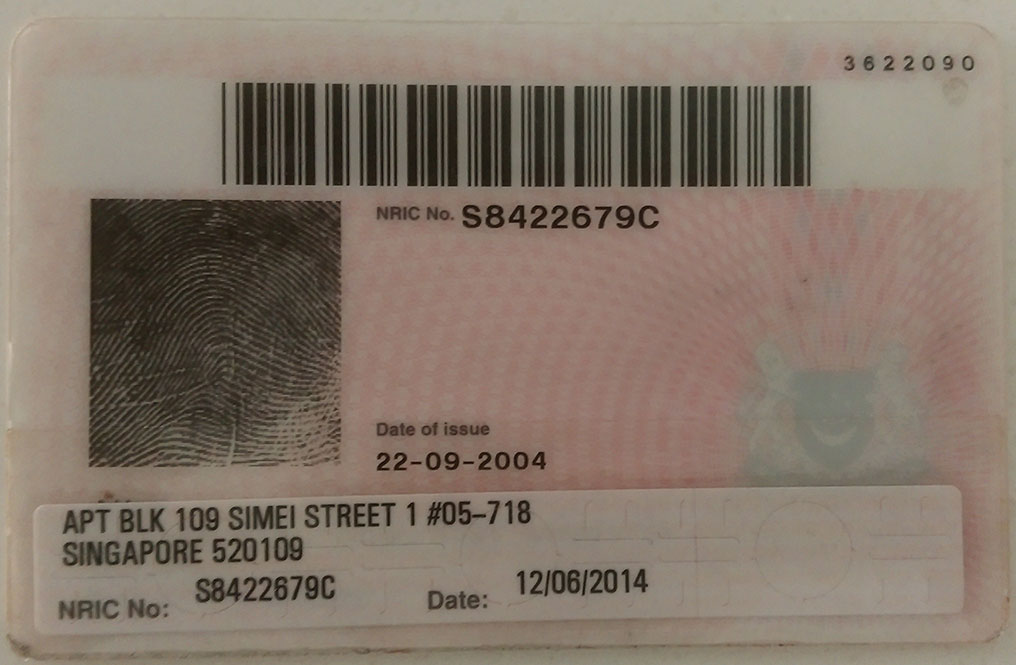 3622090
NRIC No. S8422679C
Date of issue
22-09-2004
APT BLK 109 SIMEI STREET 1 #05-718
SINGAPORE 520109
NRIC No: S8422679C Date: 12/06/2014